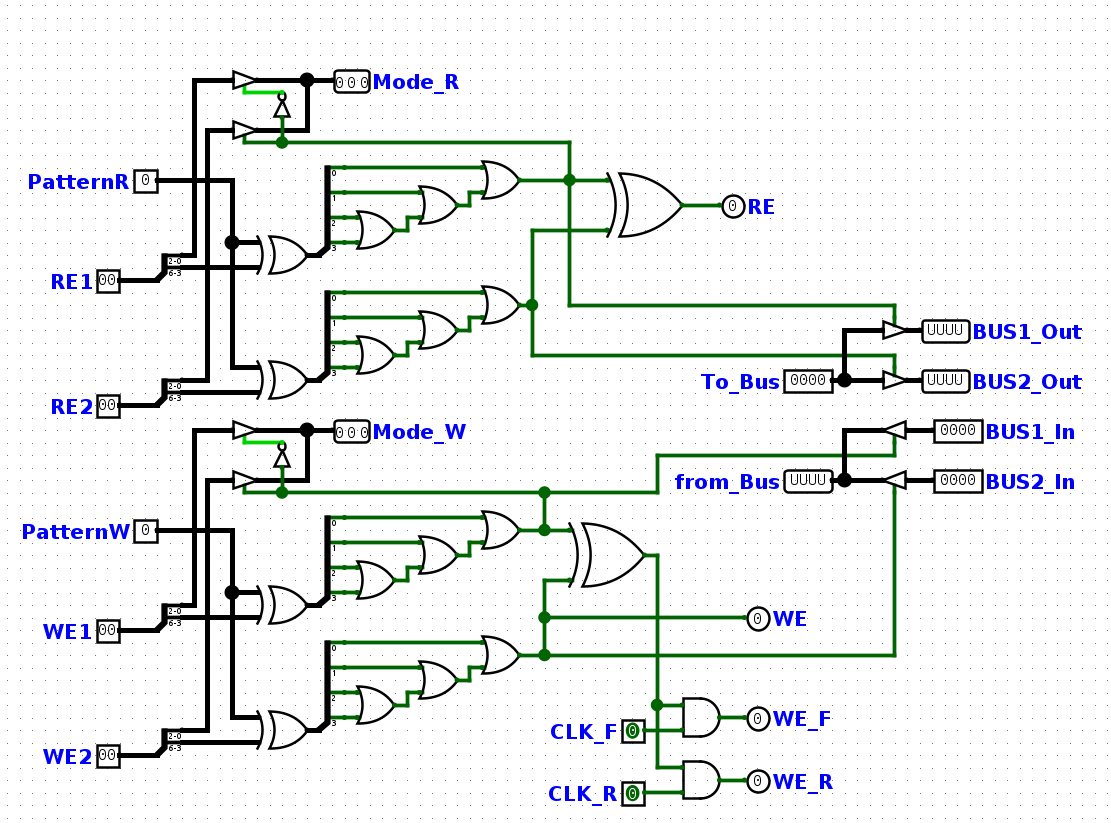 000 Mode_R
PatternR 0
0
1
2
3
0 RE
2-0
6-3
RE1 00
0
1
2
3
UUUU BUS1_Out
To_Bus 0000
UUUU BUS2_Out
2-0
6-3
RE2 00
000 Mode_W
0000 BUS1_In
from_Bus UUUU
0000 BUS2_In
PatternW 0
0
1
2
3
2-0
6-3
WE1 00
0 WE
0
1
2
3
0 WE_F
CLK_F 0
2-0
6-3
WE2 00
0 WE_R
CLK_R 0